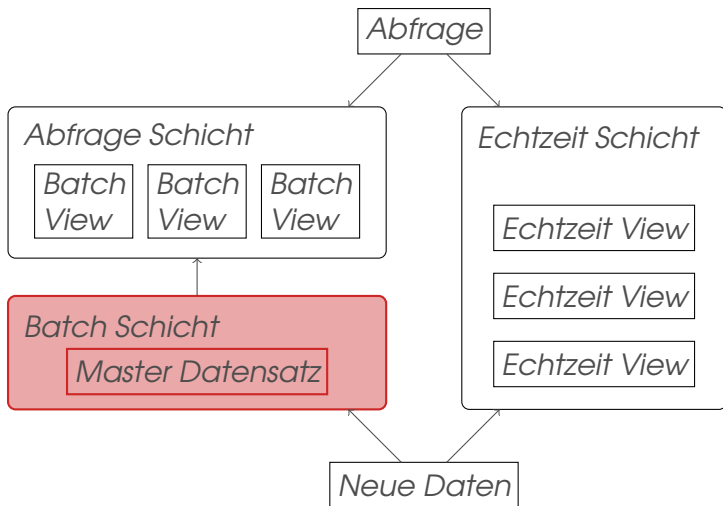 Abfrage
Abfrage Schicht
Batch
View
Batch
View
Batch
View
Echtzeit Schicht
Echtzeit View
Echtzeit View
Echtzeit View
Batch Schicht
Master Datensatz
Neue Daten